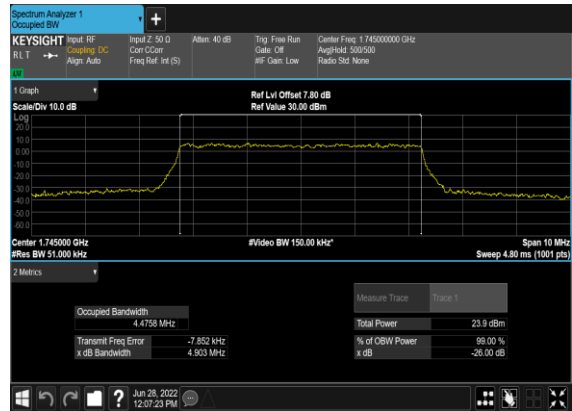 Spectrum Analyzer 1
Occupied BW
+
KEYSIGHT Input: RF Input Z: 50 Ω Atten: 40 dB Trig: Free Run Center Freq: 1.745000000 GHz
RLT Coupling: DC Corr CCorr Gate: Off Avg|Hold: 500/500
Align: Auto Freq Ref: Int (S) #IF Gain: Low Radio Std: None
1 Graph
Ref Lvl Offset 7.80 dB
Scale/Div 10.0 dB Ref Value 30.00 dBm
Log
20.0
10.0
0.00
-10.0
-20.0
-30.0
-40.0
-50.0
-60.0
Center 1.745000 GHz #Video BW 150.00 kHz* Span 10 MHz
#Res BW 51.000 kHz Sweep 4.80 ms (1001 pts)
2 Metrics
Measure Trace Trace 1
Occupied Bandwidth
4.4758 MHz Total Power 23.9 dBm
Transmit Freq Error -7.852 kHz % of OBW Power 99.00 %
x dB Bandwidth 4.903 MHz x dB -26.00 dB
? Jun 28, 2022
12:07:23 PM